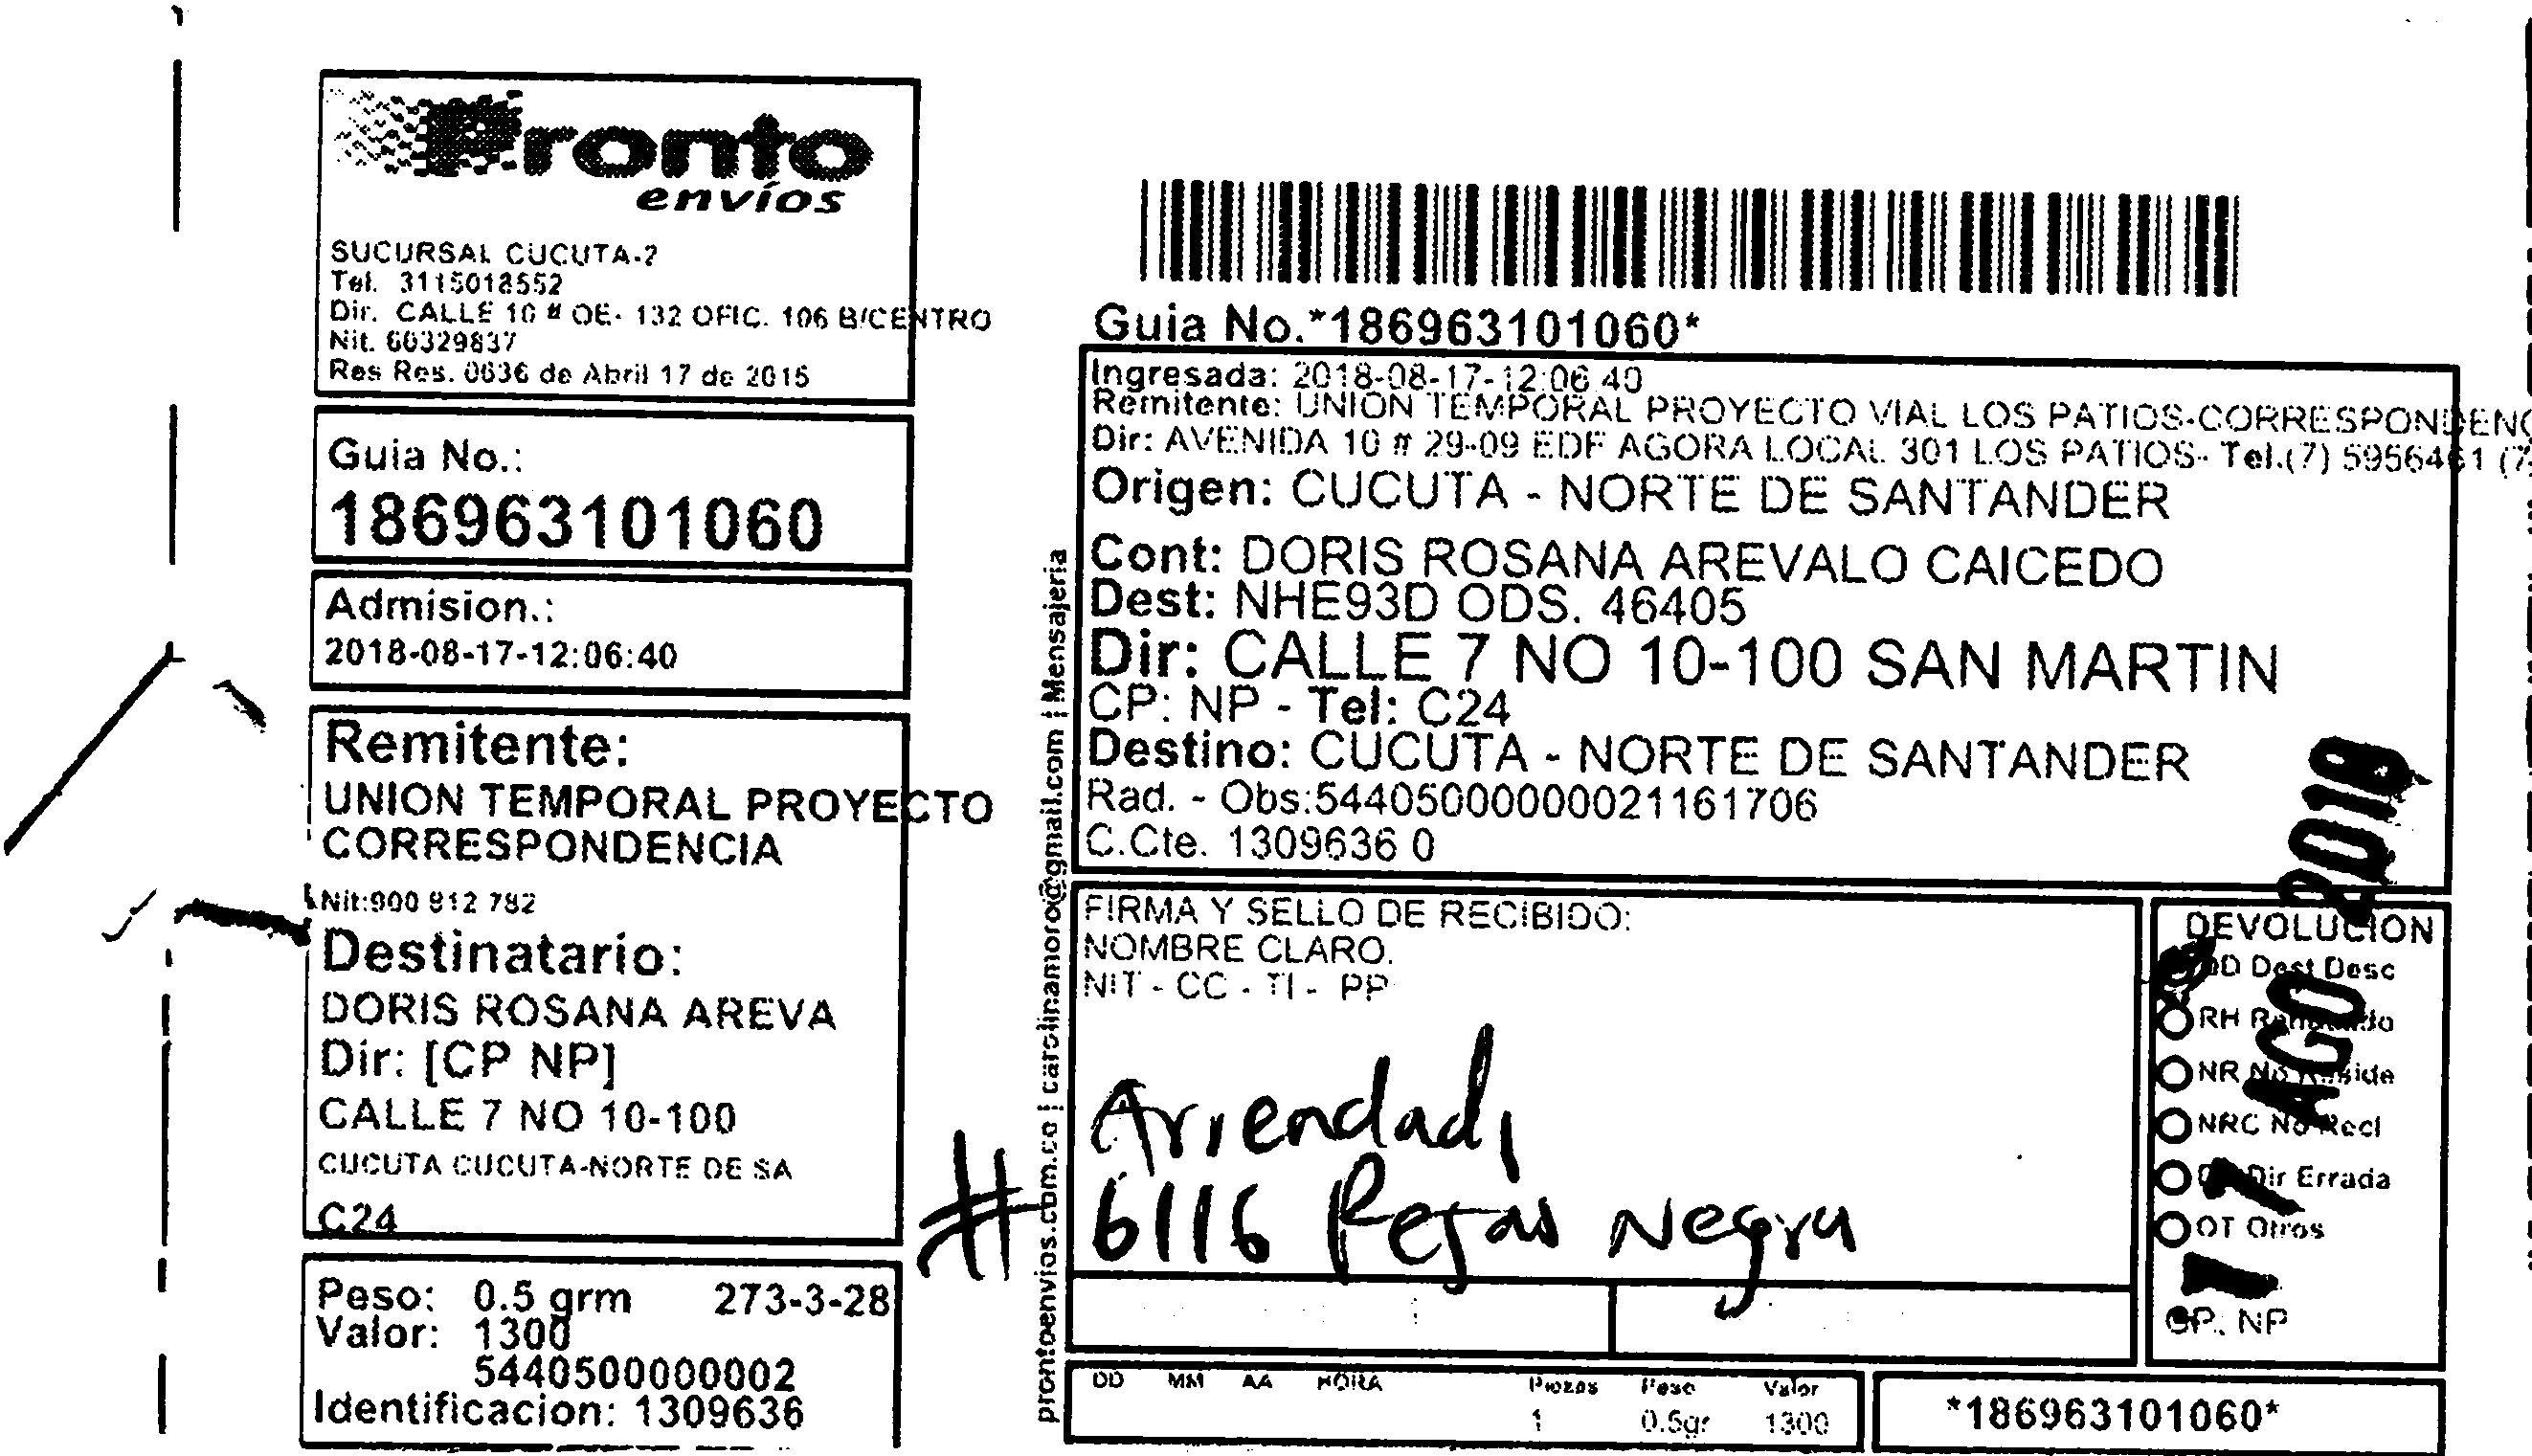 Pronto
envíos
SUCURSAL CUCUTA-2
Tel. 3115018552
Dir. CALLE 10 # OE- 132 OFIC. 106 B/CENTRO
Nit. 60329837
Res Res. 0636 de Abril 17 de 2015
Guia No.:
186963101060
Admision.:
2018-08-17-12:06:40
Remitente:
UNION TEMPORAL PROYECTO
CORRESPONDENCIA
Nit:900 812 782
Destinatario:
DORIS ROSANA AREVA
Dir: [CP NP]
CALLE 7 NO 10-100
CUCUTA CUCUTA-NORTE DE SA
C24
Peso: 0.5 grm 273-3-28
Valor: 1300
5440500000002
Identificacion: 1309636
prontoenvios.com.co | carolinamoro@gmail.com | Mensajeria
Guia No.*186963101060*
Ingresada: 2018-08-17-12:06:40
Remitente: UNION TEMPORAL PROYECTO VIAL LOS PATIOS-CORRESPONDENC
Dir: AVENIDA 10 # 29-09 EDF AGORA LOCAL 301 LOS PATIOS- Tel.(7) 5956461 (7
Origen: CUCUTA - NORTE DE SANTANDER
Cont: DORIS ROSANA AREVALO CAICEDO
Dest: NHE93D ODS. 46405
Dir: CALLE 7 NO 10-100 SAN MARTIN
CP: NP - Tel: C24
Destino: CUCUTA - NORTE DE SANTANDER
Rad. - Obs:544050000000021161706
C.Cte. 1309636 0
FIRMA Y SELLO DE RECIBIDO:
NOMBRE CLARO.
NIT - CC - TI - PP
# 6116 Rejas Negra
DEVOLUCION
Dest Desc
RH
NR No Reside
NRC No Recl
Dir Errada
OT Otros
CP. NP
AGO 2018
DD MM AA HORA Piezas Peso Valor
1 0.5gr 1300
*186963101060*